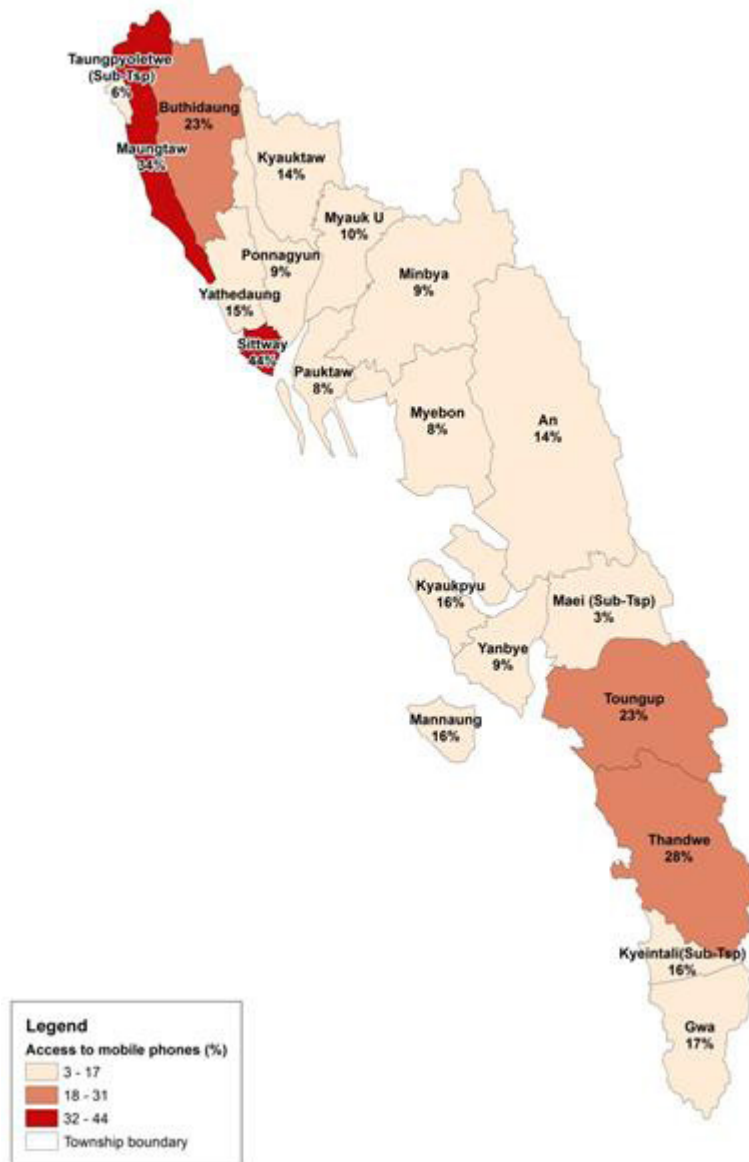 Taungpyoletwe
(Sub-Tsp)
6%
Buthidaung
23%
Maungtaw
34%
Kyauktaw
14%
Myauk U
10%
Ponnagyun
9%
Minbya
9%
Yathedaung
15%
Sittway
44%
Pauktaw
8%
Myebon
8%
An
14%
Kyaukpyu
16%
Maei (Sub-Tsp)
3%
Yanbye
9%
Mannaung
16%
Toungup
23%
Thandwe
28%
Kyeintali(Sub-Tsp)
16%
Gwa
17%
Legend
Access to mobile phones (%)
3 - 17
18 - 31
32 - 44
Township boundary